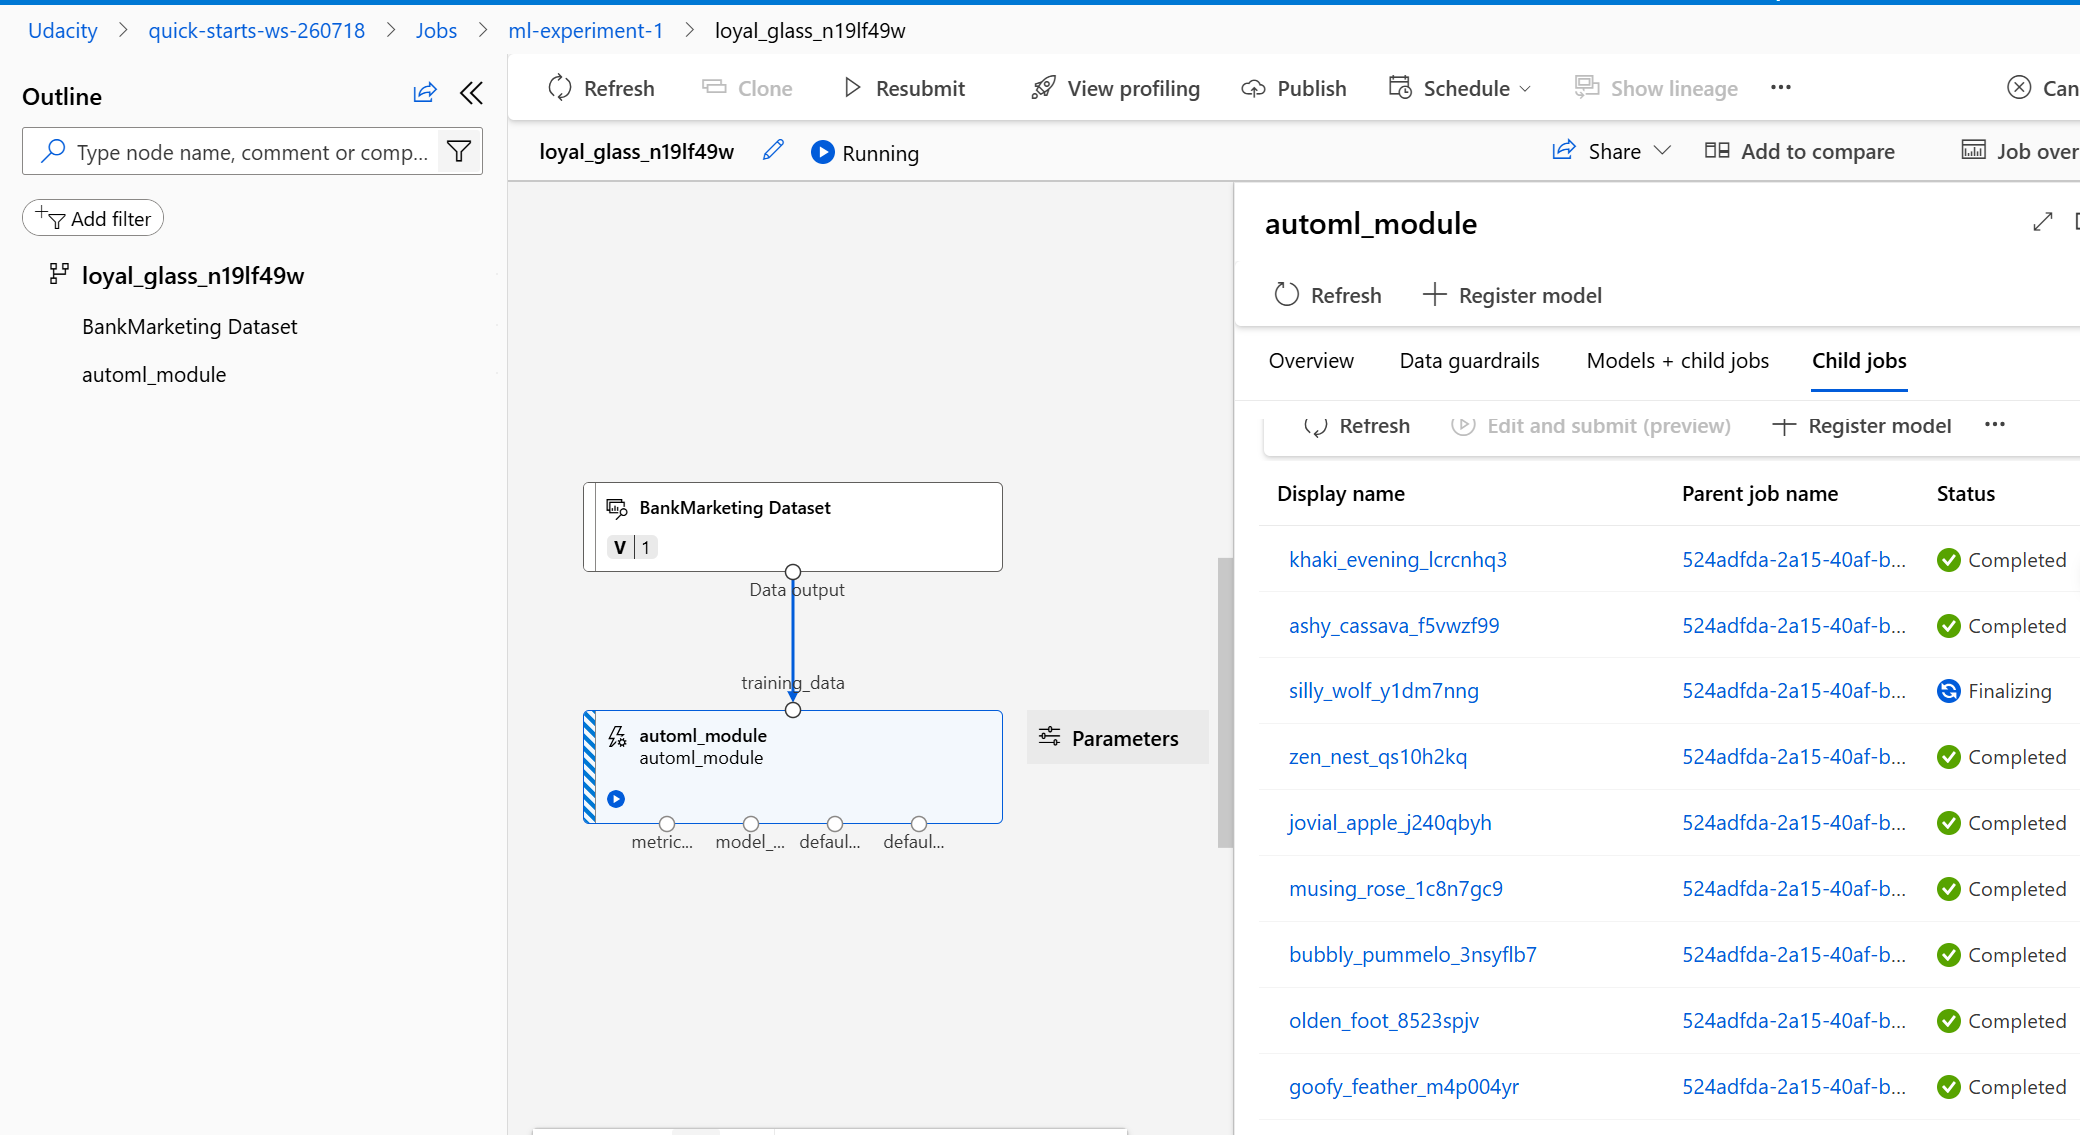 Udacity > quick-starts-ws-260718 > Jobs > ml-experiment-1 > loyal_glass_n19lf49w
Outline
Type node name, comment or comp...
Add filter
loyal_glass_n19lf49w
BankMarketing Dataset
automl_module
Refresh Clone Resubmit View profiling Publish Schedule Show lineage ... Can
loyal_glass_n19lf49w Running Share Add to compare Job over
BankMarketing Dataset
V 1
Data output
training_data
automl_module
automl_module
metric... model_... defaul... defaul...
Parameters
automl_module
Refresh Register model
Overview Data guardrails Models + child jobs Child jobs
Refresh Edit and submit (preview) Register model ...
Display name Parent job name Status
khaki_evening_lcrcnhq3 524adfda-2a15-40af-b... Completed
ashy_cassava_f5vwzf99 524adfda-2a15-40af-b... Completed
silly_wolf_y1dm7nng 524adfda-2a15-40af-b... Finalizing
zen_nest_qs10h2kq 524adfda-2a15-40af-b... Completed
jovial_apple_j240qbyh 524adfda-2a15-40af-b... Completed
musing_rose_1c8n7gc9 524adfda-2a15-40af-b... Completed
bubbly_pummelo_3nsyflb7 524adfda-2a15-40af-b... Completed
olden_foot_8523spjv 524adfda-2a15-40af-b... Completed
goofy_feather_m4p004yr 524adfda-2a15-40af-b... Completed